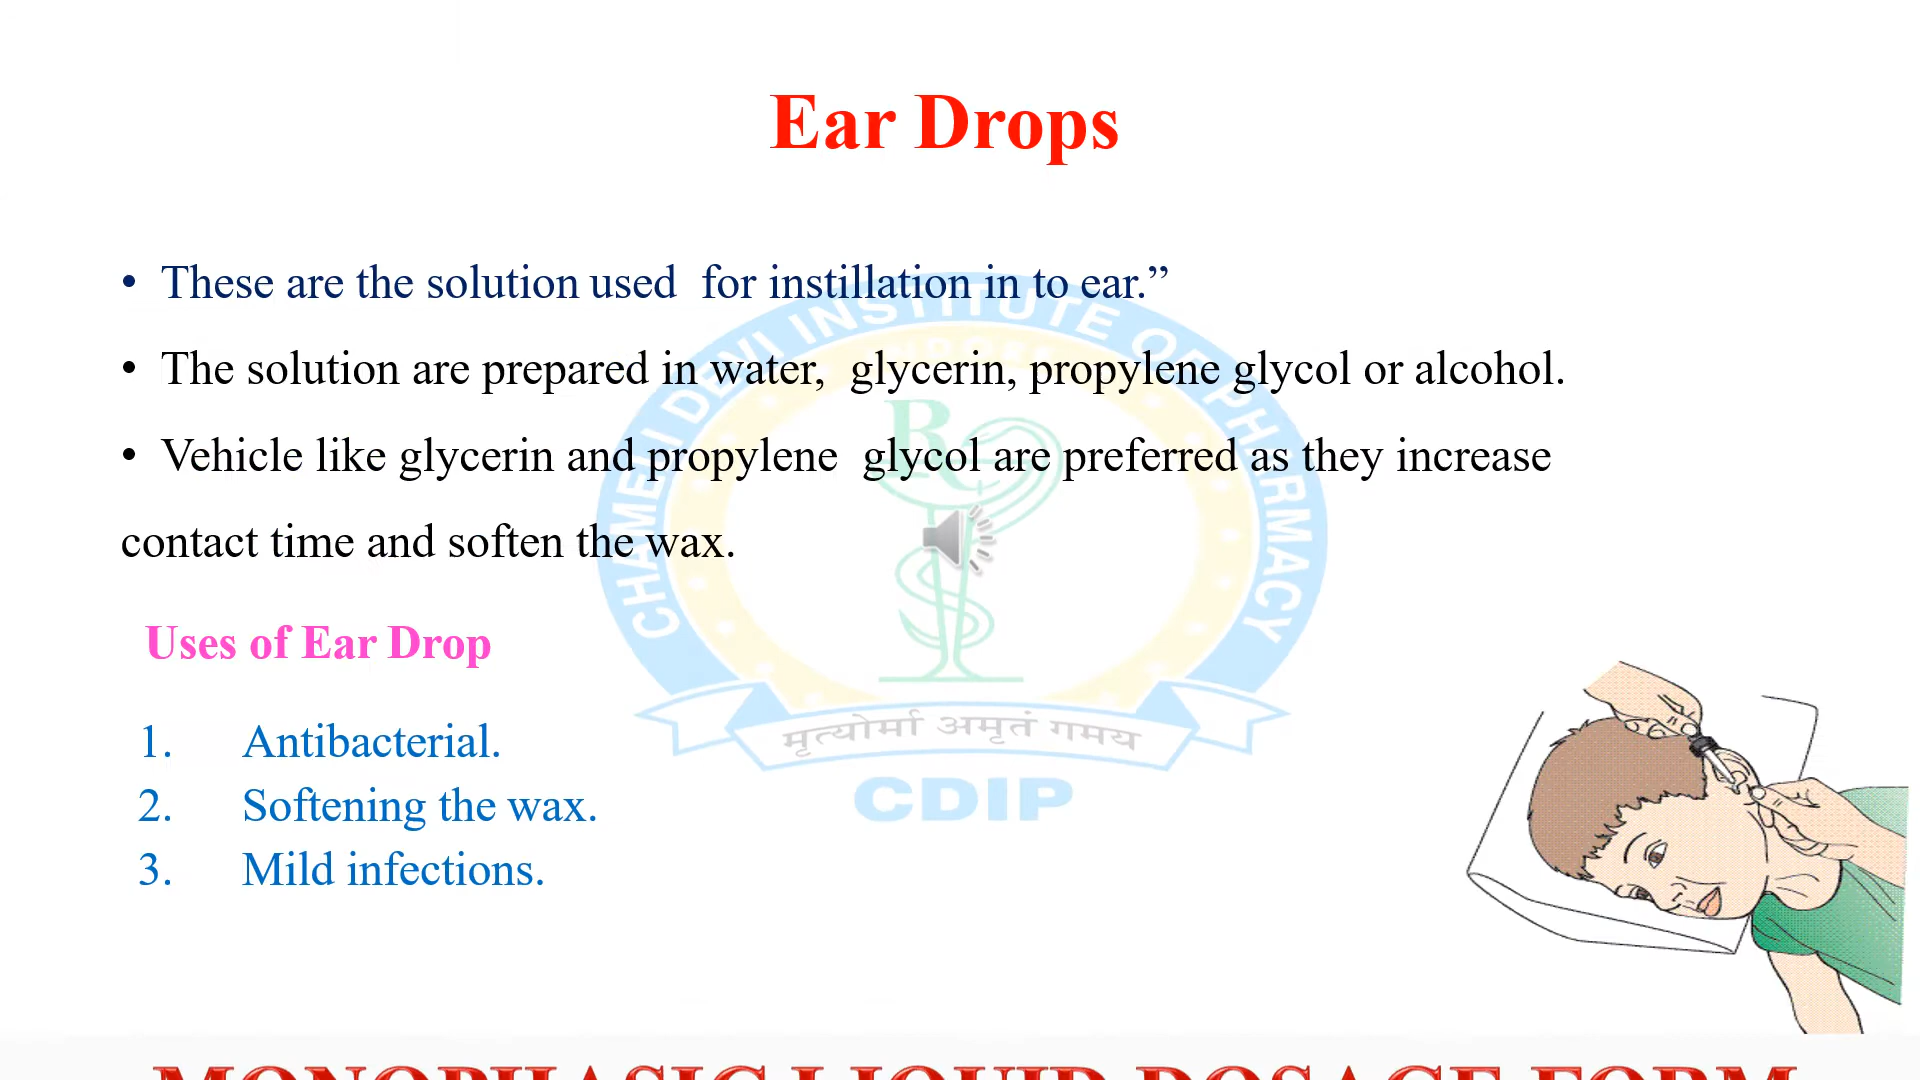 Ear Drops
• These are the solution used for instillation in to ear.”
• The solution are prepared in water, glycerin, propylene glycol or alcohol.
• Vehicle like glycerin and propylene glycol are preferred as they increase
contact time and soften the wax.
Uses of Ear Drop
1. Antibacterial.
2. Softening the wax.
3. Mild infections.
CHAMELI DEVI INSTITUTE OF PHARMACY
INDORE
Rx
मृत्योर्मा अमृतं गमय
CDIP
MONOPHASIC LIQUID DOSAGE FORM